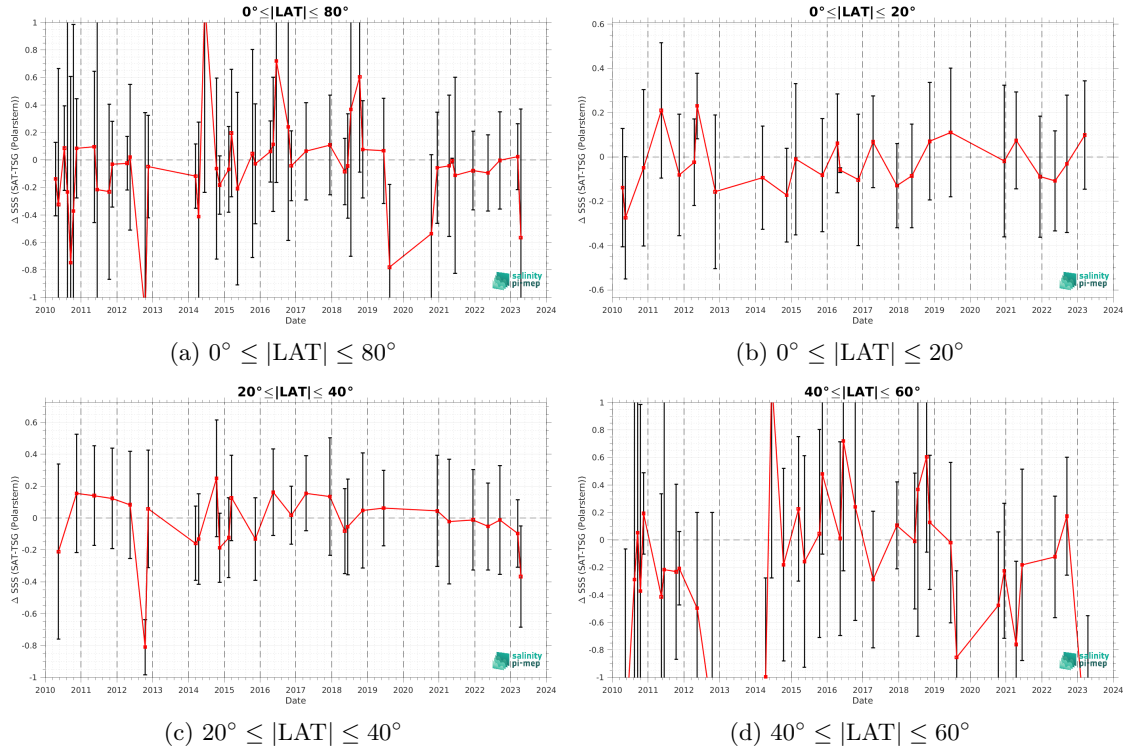 0°≤|LAT|≤ 80°
1
0.8
0.6
0.4
0.2
0
-0.2
-0.4
-0.6
-0.8
-1
Δ SSS (SAT-TSG (Polarstern))
2010 2011 2012 2013 2014 2015 2016 2017 2018 2019 2020 2021 2022 2023 2024
Date
salinity
pi-mep
(a) 0° ≤ |LAT| ≤ 80°
0°≤|LAT|≤ 20°
0.6
0.4
0.2
0
-0.2
-0.4
-0.6
Δ SSS (SAT-TSG (Polarstern))
2010 2011 2012 2013 2014 2015 2016 2017 2018 2019 2020 2021 2022 2023 2024
Date
salinity
pi-mep
(b) 0° ≤ |LAT| ≤ 20°
20°≤|LAT|≤ 40°
0.6
0.4
0.2
0
-0.2
-0.4
-0.6
-0.8
-1
Δ SSS (SAT-TSG (Polarstern))
2010 2011 2012 2013 2014 2015 2016 2017 2018 2019 2020 2021 2022 2023 2024
Date
salinity
pi-mep
(c) 20° ≤ |LAT| ≤ 40°
40°≤|LAT|≤ 60°
1
0.8
0.6
0.4
0.2
0
-0.2
-0.4
-0.6
-0.8
-1
Δ SSS (SAT-TSG (Polarstern))
2010 2011 2012 2013 2014 2015 2016 2017 2018 2019 2020 2021 2022 2023 2024
Date
salinity
pi-mep
(d) 40° ≤ |LAT| ≤ 60°